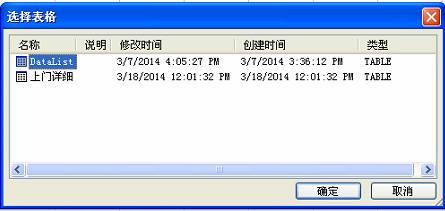 选择表格
名称 说明 修改时间 创建时间 类型
DataList 3/7/2014 4:05:27 PM 3/7/2014 3:36:12 PM TABLE
上门详细 3/18/2014 12:01:32 PM 3/18/2014 12:01:32 PM TABLE
确定 取消